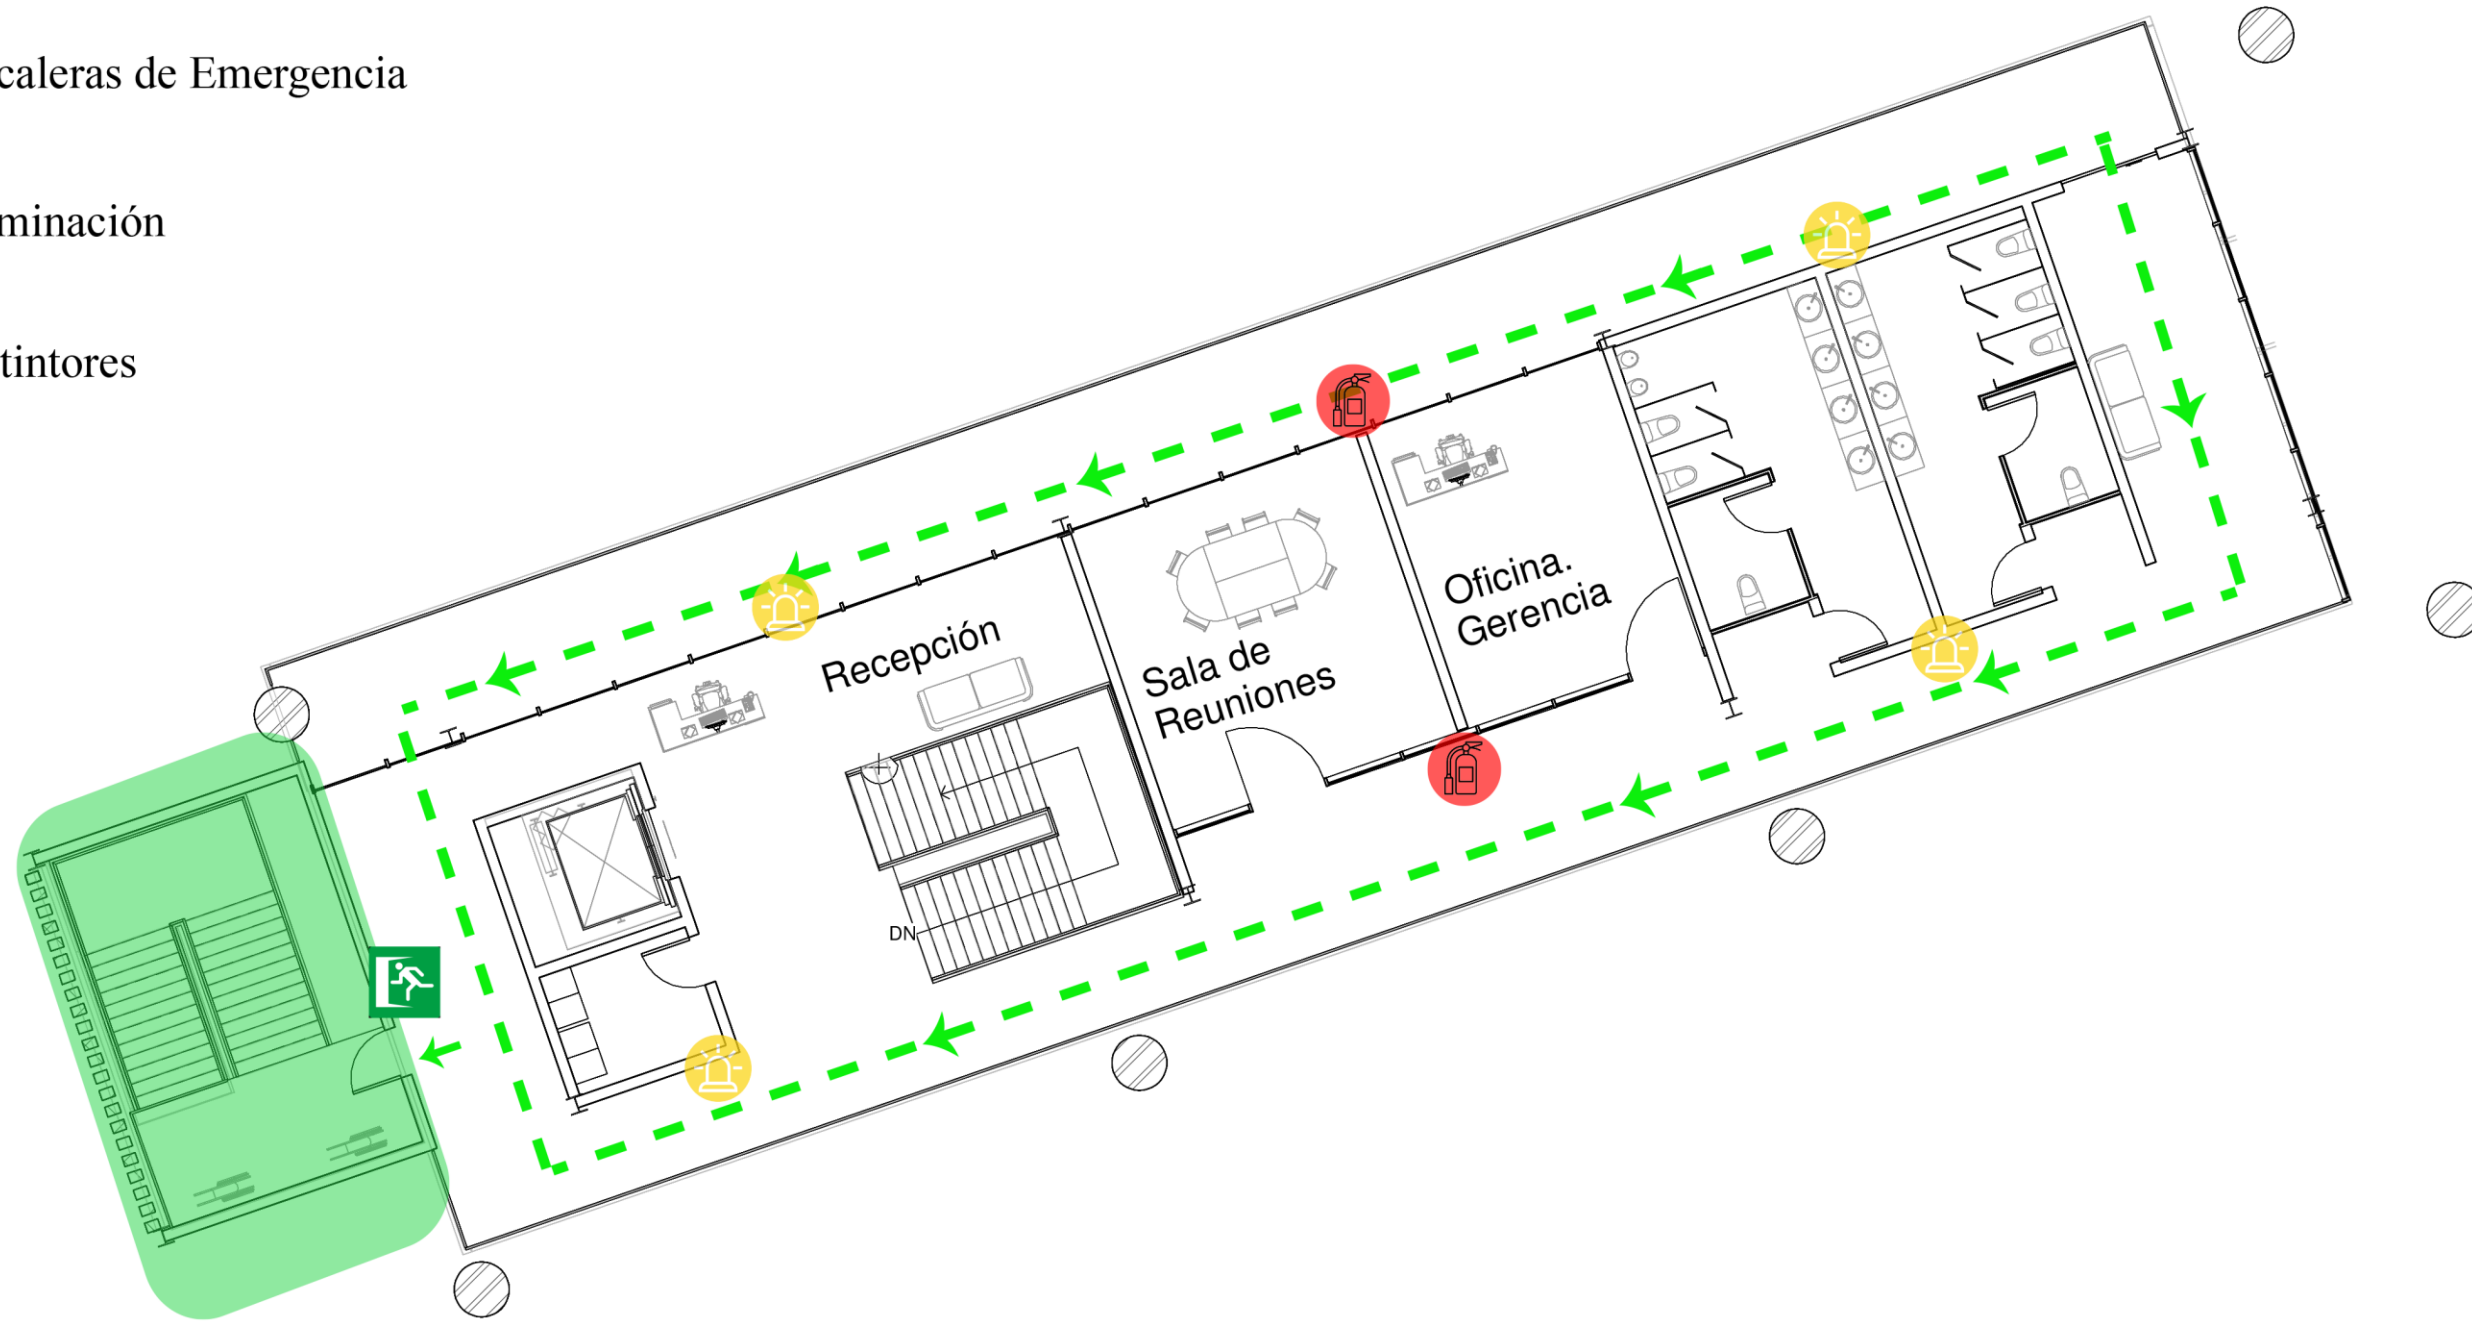 caleras de Emergencia
minación
tintores
Recepción
Sala de
Reuniones
Oficina.
Gerencia
DN